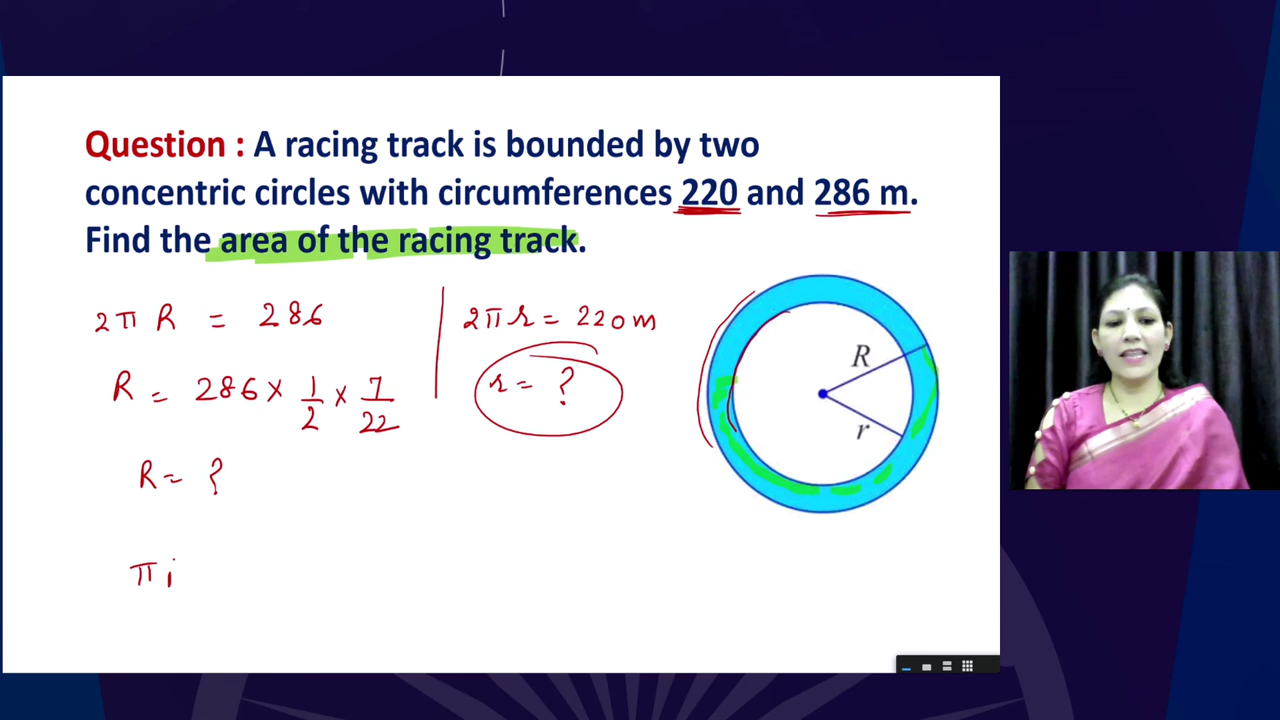 Question : A racing track is bounded by two
concentric circles with circumferences 220 and 286 m.
Find the area of the racing track.
2π R = 286
R = 286 × 1/2 × 7/22
R = ?
π
2π r = 220 m
r = ?
R
r